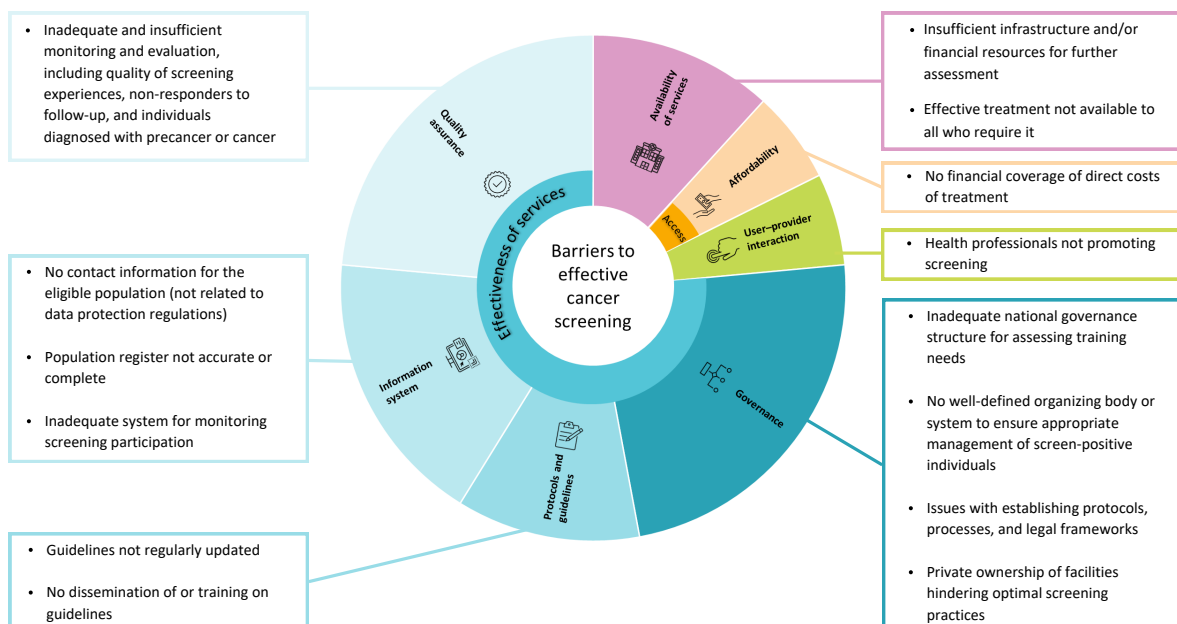 • Inadequate and insufficient
monitoring and evaluation,
including quality of screening
experiences, non-responders to
follow-up, and individuals
diagnosed with precancer or cancer
• No contact information for the
eligible population (not related to
data protection regulations)
• Population register not accurate or
complete
• Inadequate system for monitoring
screening participation
• Guidelines not regularly updated
• No dissemination of or training on
guidelines
Quality
assurance
Information
system
Protocols and
guidelines
Governance
User–provider
interaction
Affordability
Availability
of services
Access
Effectiveness of services
Barriers to
effective
cancer
screening
• Insufficient infrastructure and/or
financial resources for further
assessment
• Effective treatment not available to
all who require it
• No financial coverage of direct costs
of treatment
• Health professionals not promoting
screening
• Inadequate national governance
structure for assessing training
needs
• No well-defined organizing body or
system to ensure appropriate
management of screen-positive
individuals
• Issues with establishing protocols,
processes, and legal frameworks
• Private ownership of facilities
hindering optimal screening
practices